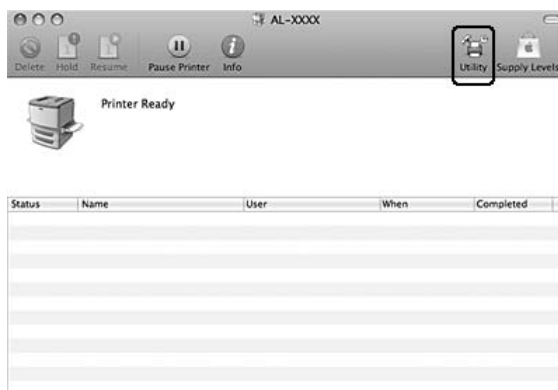 AL-XXXX
Delete Hold Resume Pause Printer Info Utility Supply Levels
Printer Ready
Status Name User When Completed